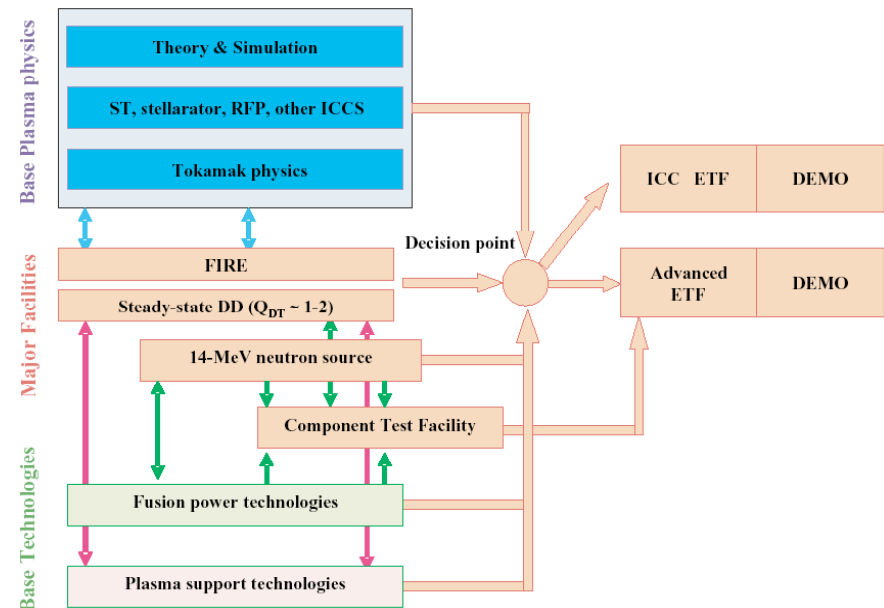 Base Plasma physics
Theory & Simulation
ST, stellarator, RFP, other ICCS
Tokamak physics
ICC ETF
DEMO
Decision point
Major Facilities
FIRE
Steady-state DD (Q_DT ~ 1-2)
14-MeV neutron source
Component Test Facility
Advanced
ETF
DEMO
Base Technologies
Fusion power technologies
Plasma support technologies